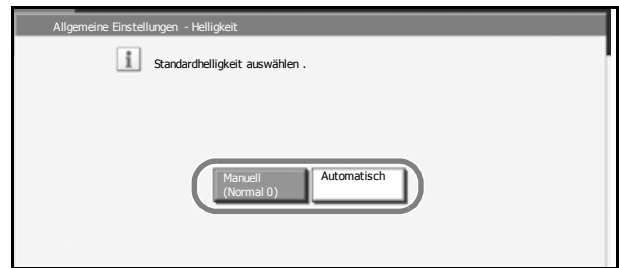 Allgemeine Einstellungen - Helligkeit
Standardhelligkeit auswählen .
Manuell
(Normal 0)
Automatisch